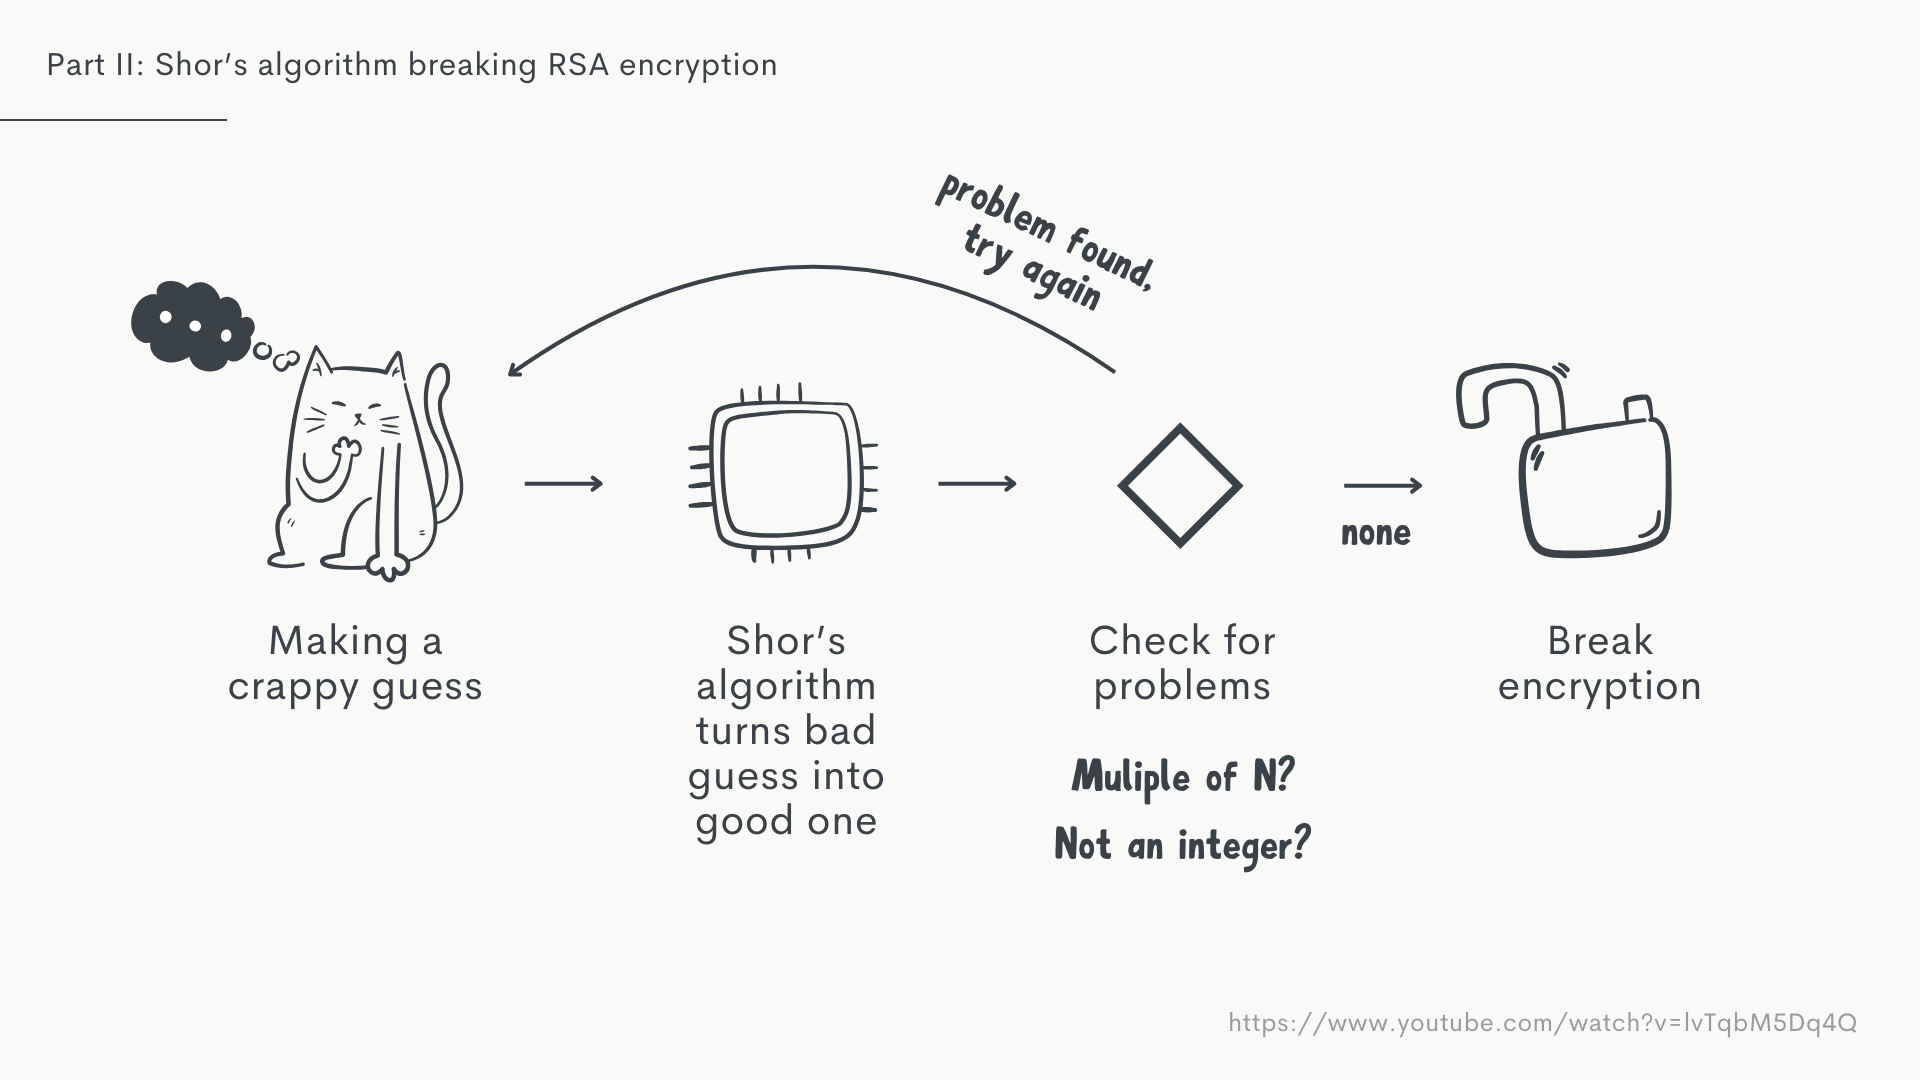 Part II: Shor’s algorithm breaking RSA encryption
problem found,
try again
none
Making a
crappy guess
Shor’s
algorithm
turns bad
guess into
good one
Check for
problems
Muliple of N?
Not an integer?
Break
encryption
https://www.youtube.com/watch?v=lvTqbM5Dq4Q